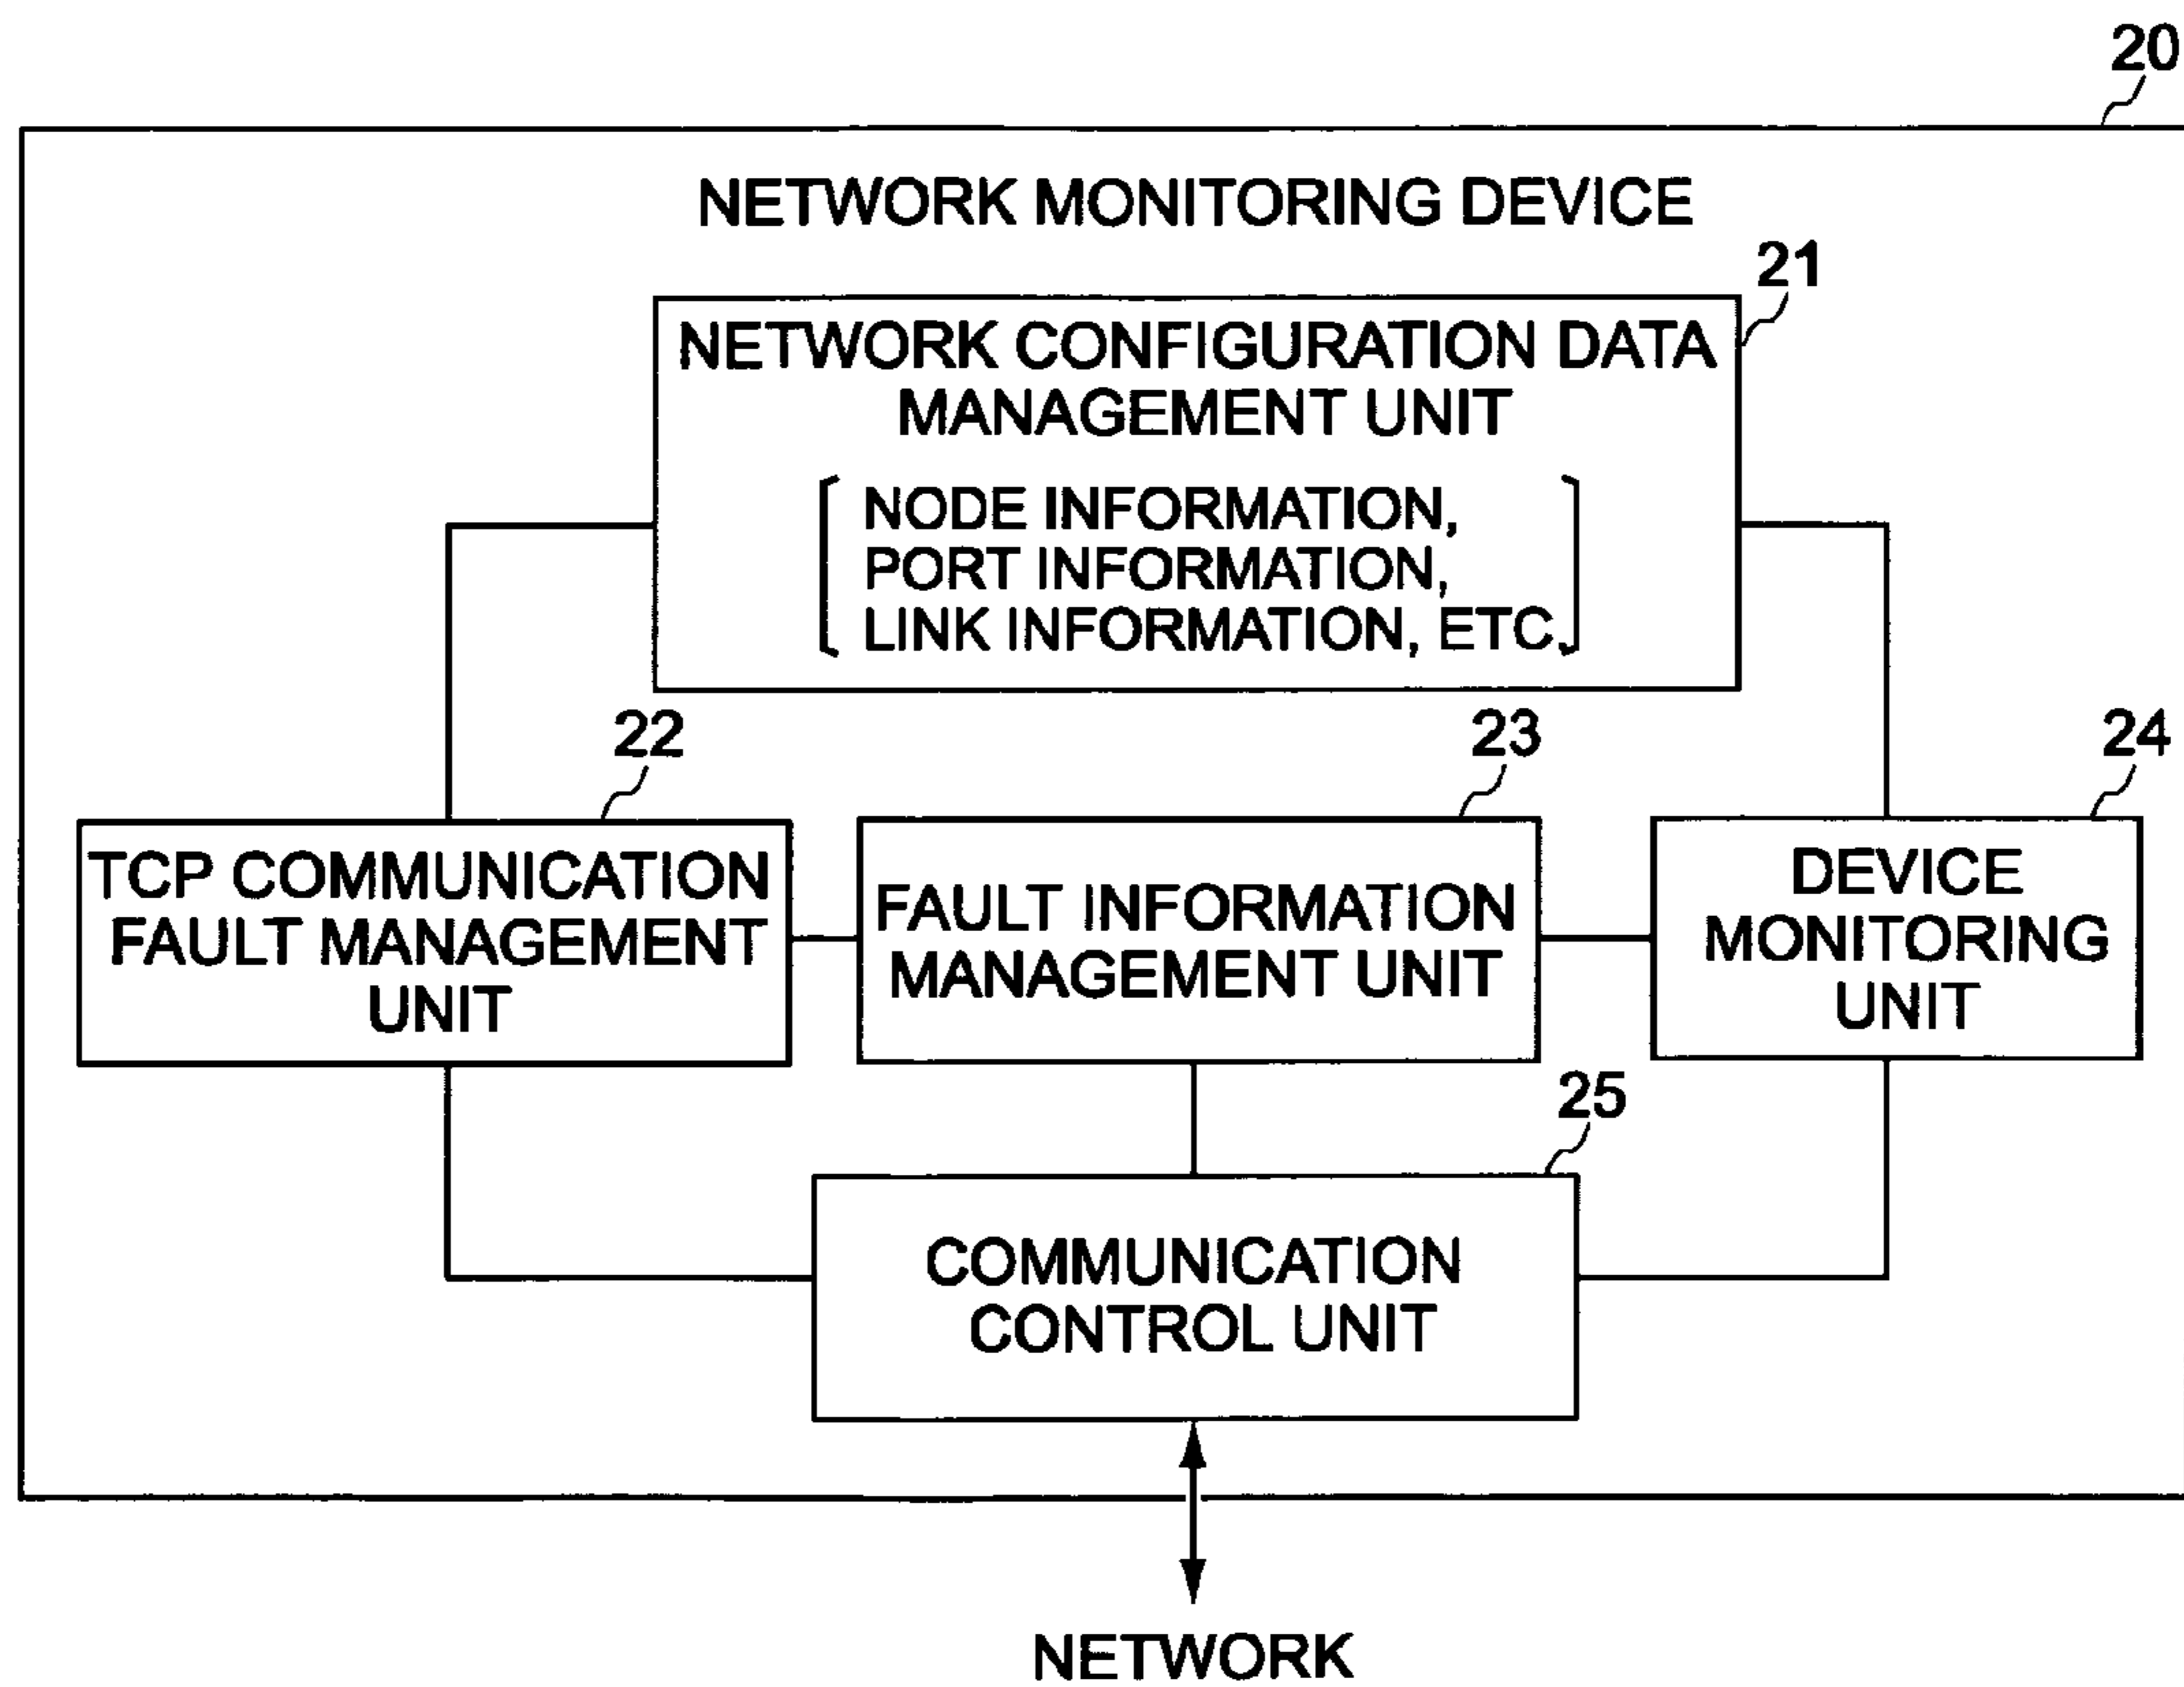 20
NETWORK MONITORING DEVICE
21
NETWORK CONFIGURATION DATA
MANAGEMENT UNIT
NODE INFORMATION,
PORT INFORMATION,
LINK INFORMATION, ETC.
22
23
24
TCP COMMUNICATION
FAULT MANAGEMENT
UNIT
FAULT INFORMATION
MANAGEMENT UNIT
DEVICE
MONITORING
UNIT
25
COMMUNICATION
CONTROL UNIT
NETWORK